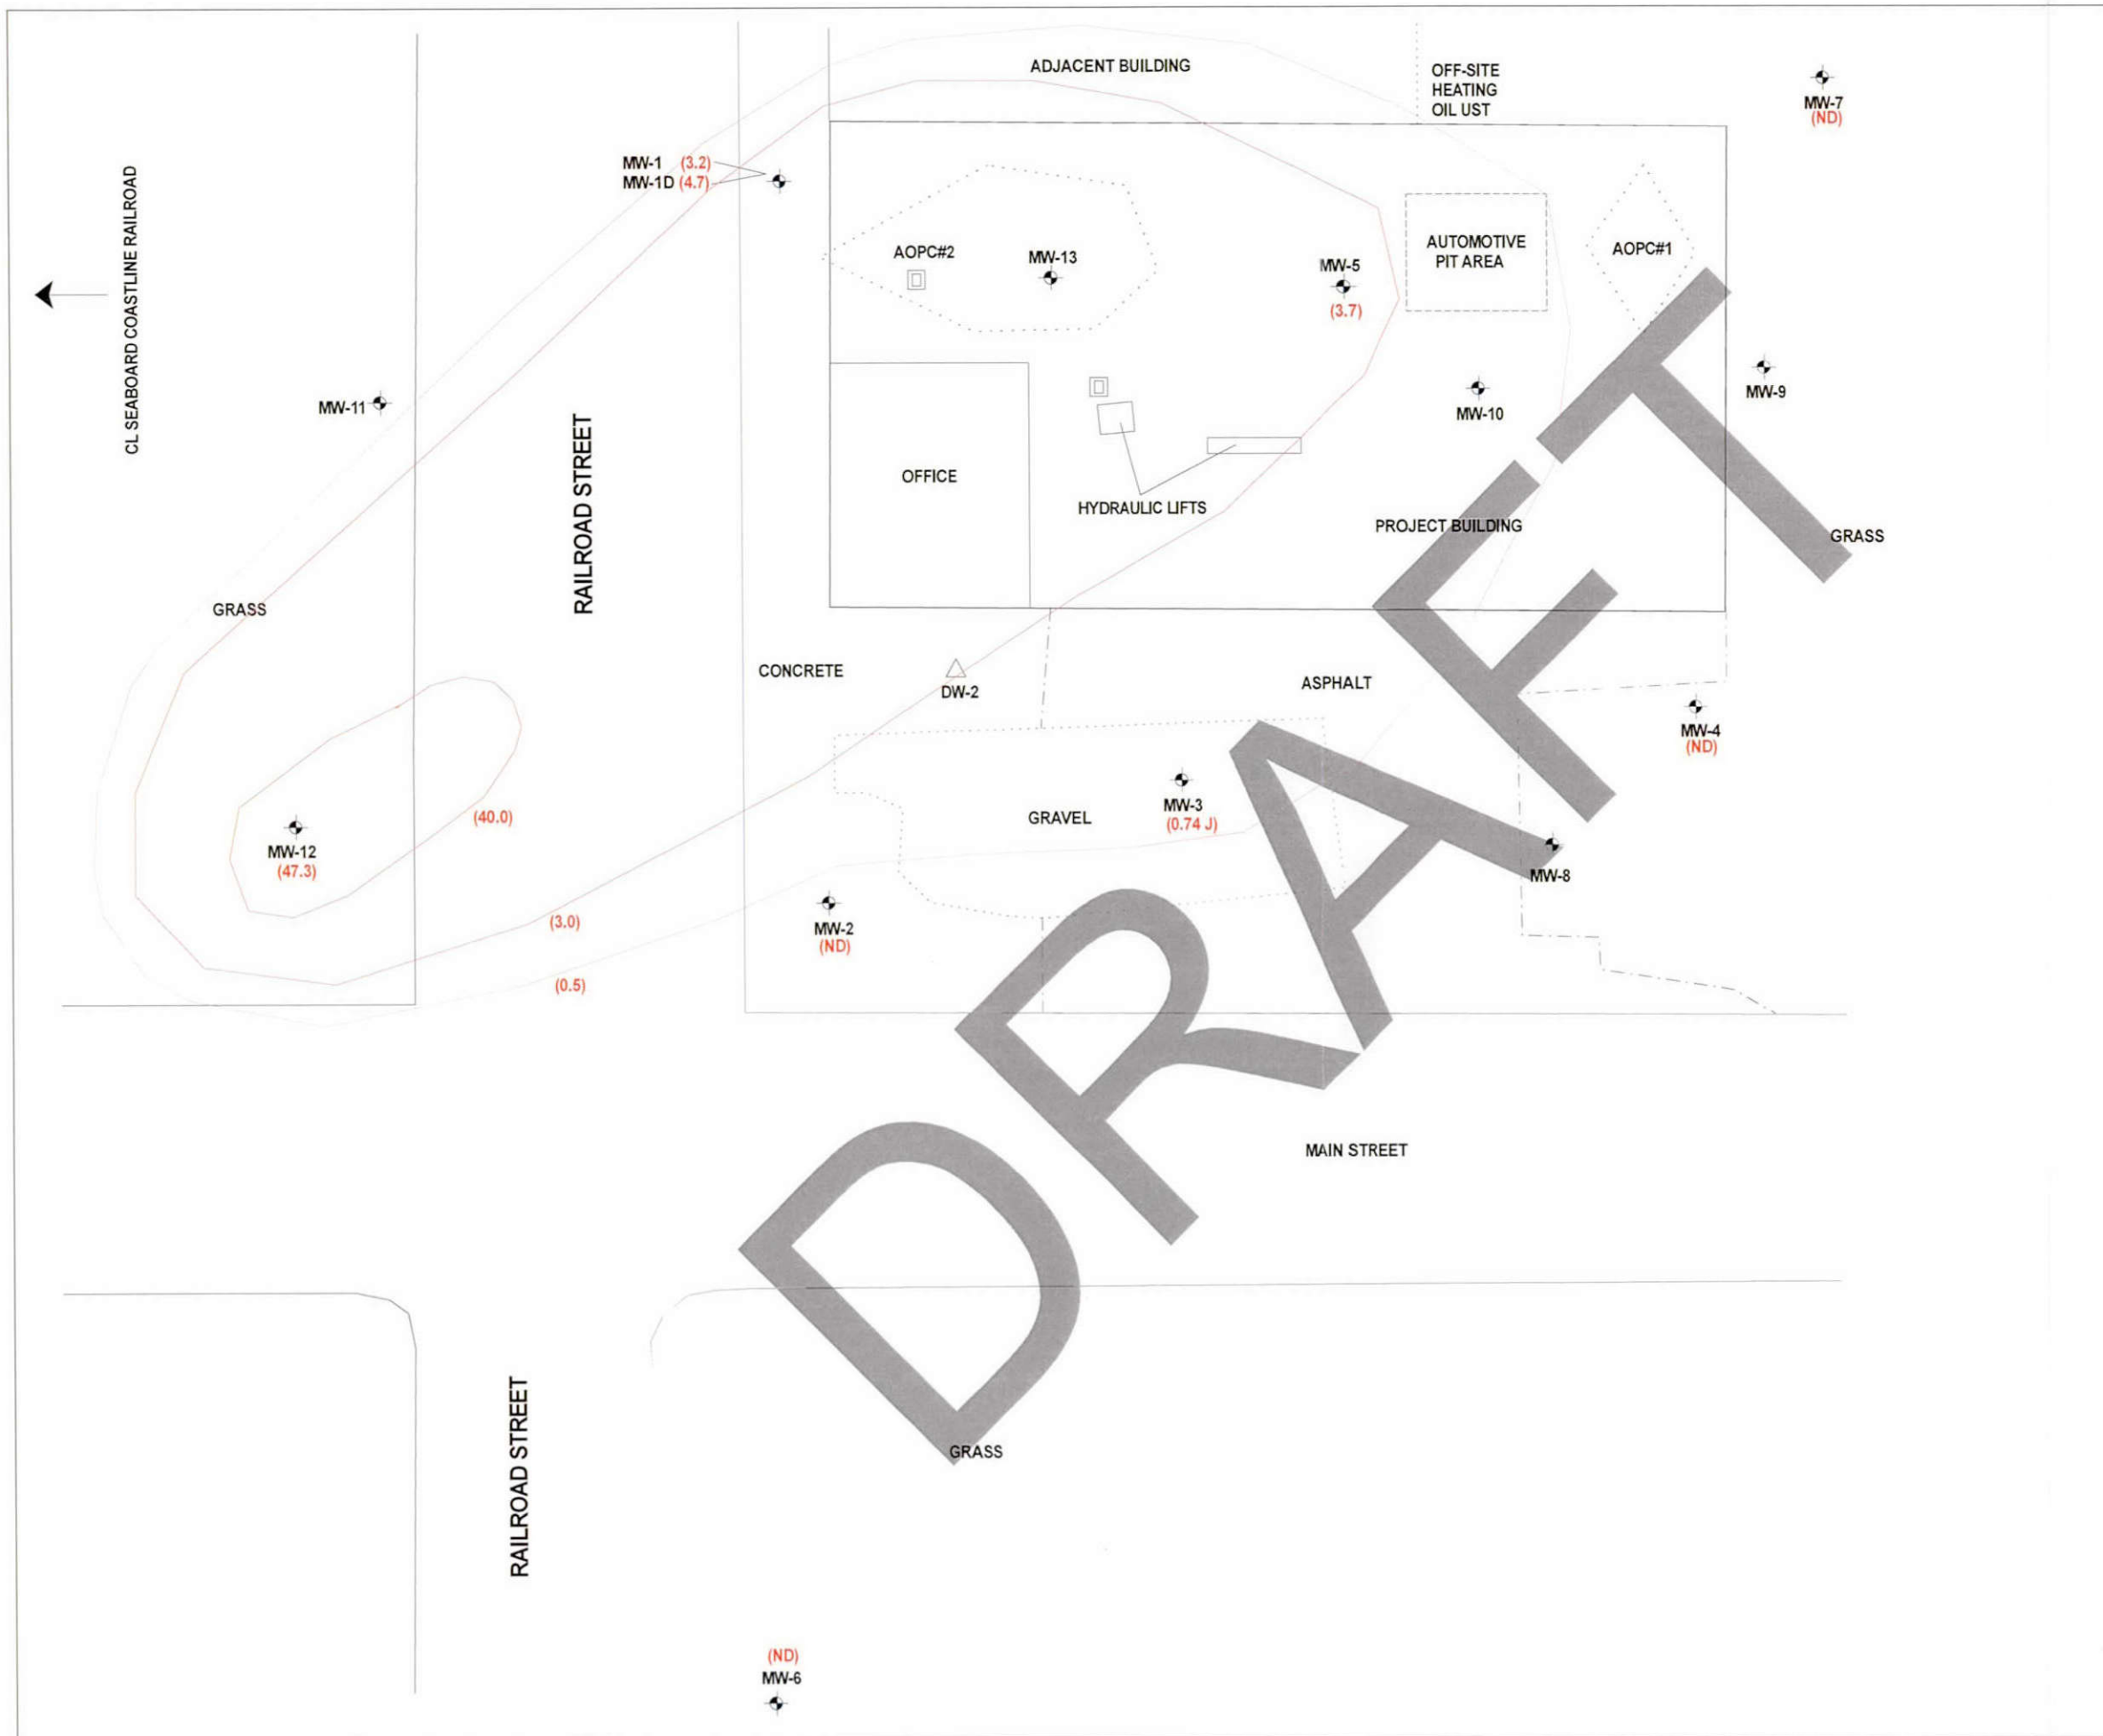 ADJACENT BUILDING
OFF-SITE
HEATING
OIL UST
MW-7
(ND)
MW-1 (3.2)
MW-1D (4.7)
CL SEABOARD COASTLINE RAILROAD
AOPC#2
MW-13
MW-5
(3.7)
AUTOMOTIVE
PIT AREA
AOPC#1
MW-11
MW-10
MW-9
RAILROAD STREET
OFFICE
HYDRAULIC LIFTS
PROJECT BUILDING
GRASS
GRASS
CONCRETE
DW-2
ASPHALT
MW-4
(ND)
MW-12
(47.3)
(40.0)
GRAVEL
MW-3
(0.74 J)
MW-8
(3.0)
MW-2
(ND)
(0.5)
DRAFT
MAIN STREET
RAILROAD STREET
GRASS
(ND)
MW-6